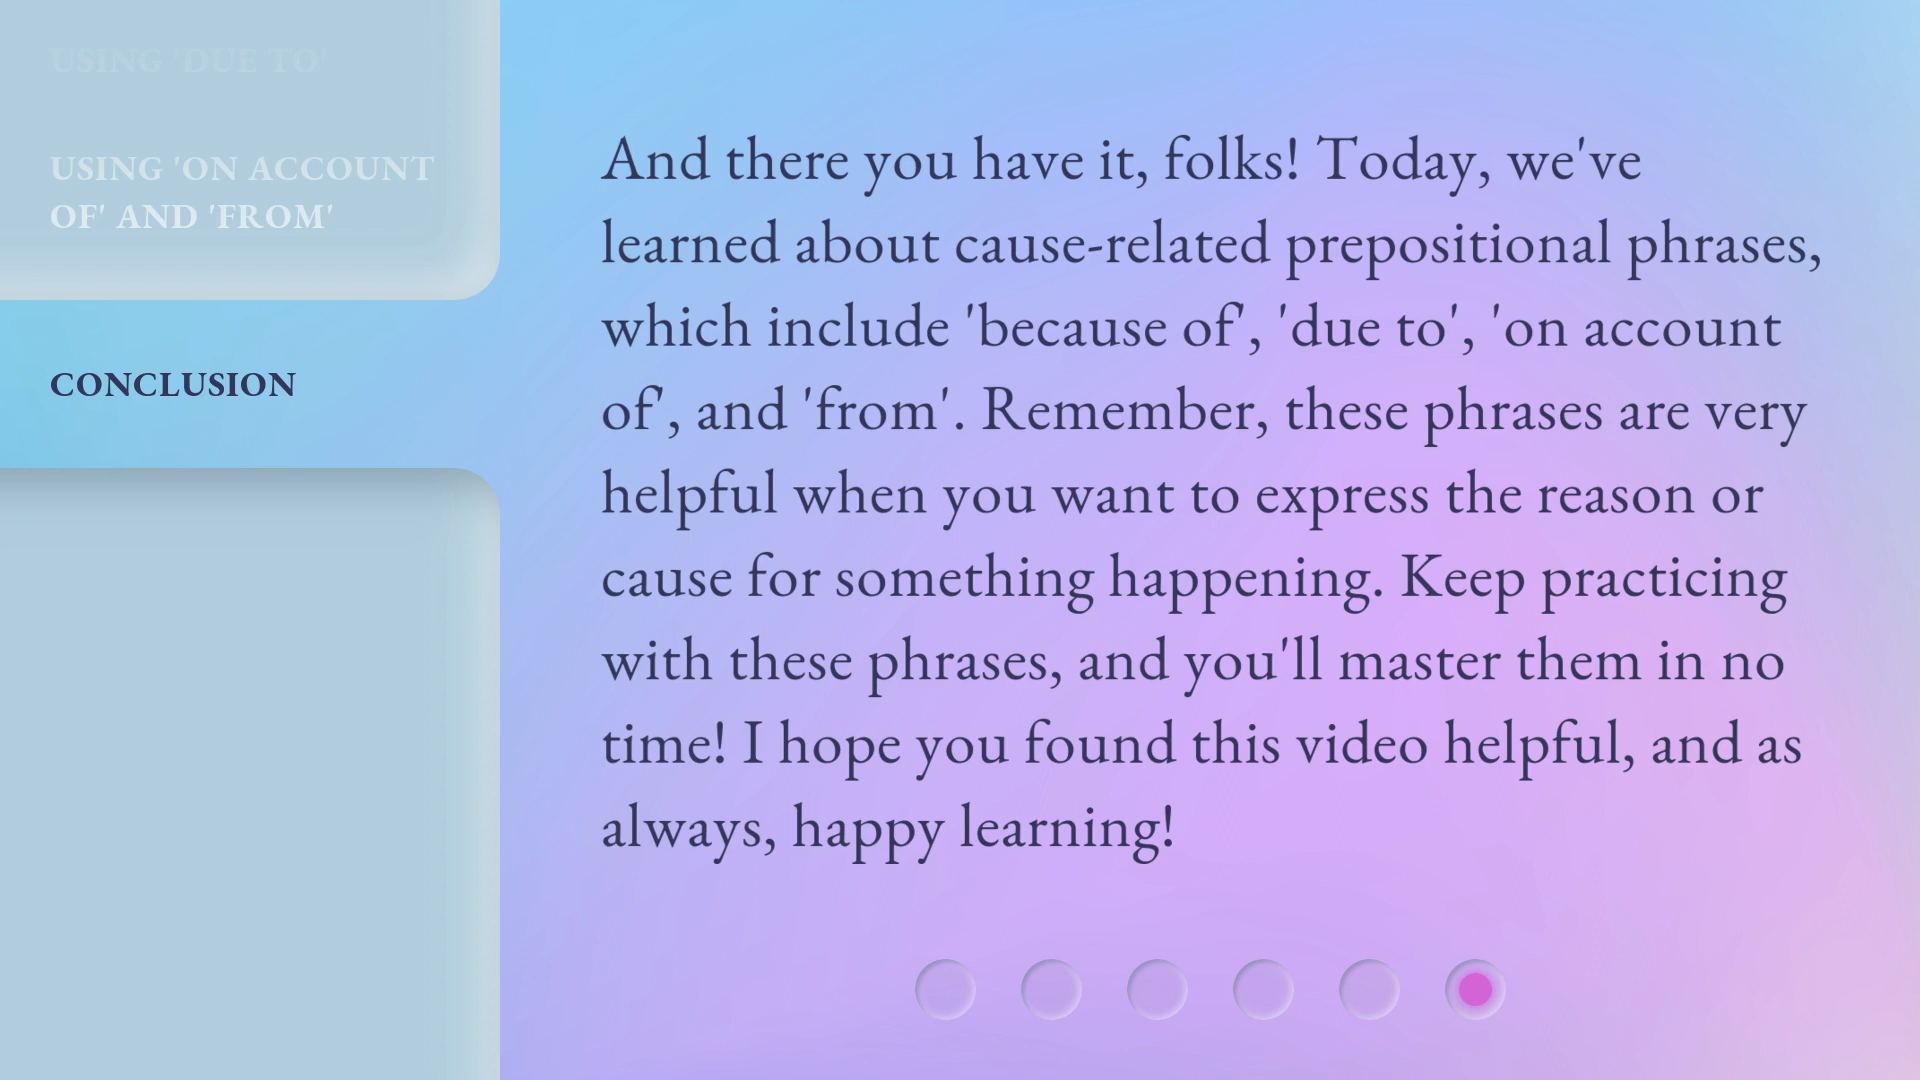 USING 'DUE TO'
USING 'ON ACCOUNT
OF' AND 'FROM'
CONCLUSION
And there you have it, folks! Today, we've
learned about cause-related prepositional phrases,
which include 'because of', 'due to', 'on account
of', and 'from'. Remember, these phrases are very
helpful when you want to express the reason or
cause for something happening. Keep practicing
with these phrases, and you'll master them in no
time! I hope you found this video helpful, and as
always, happy learning!